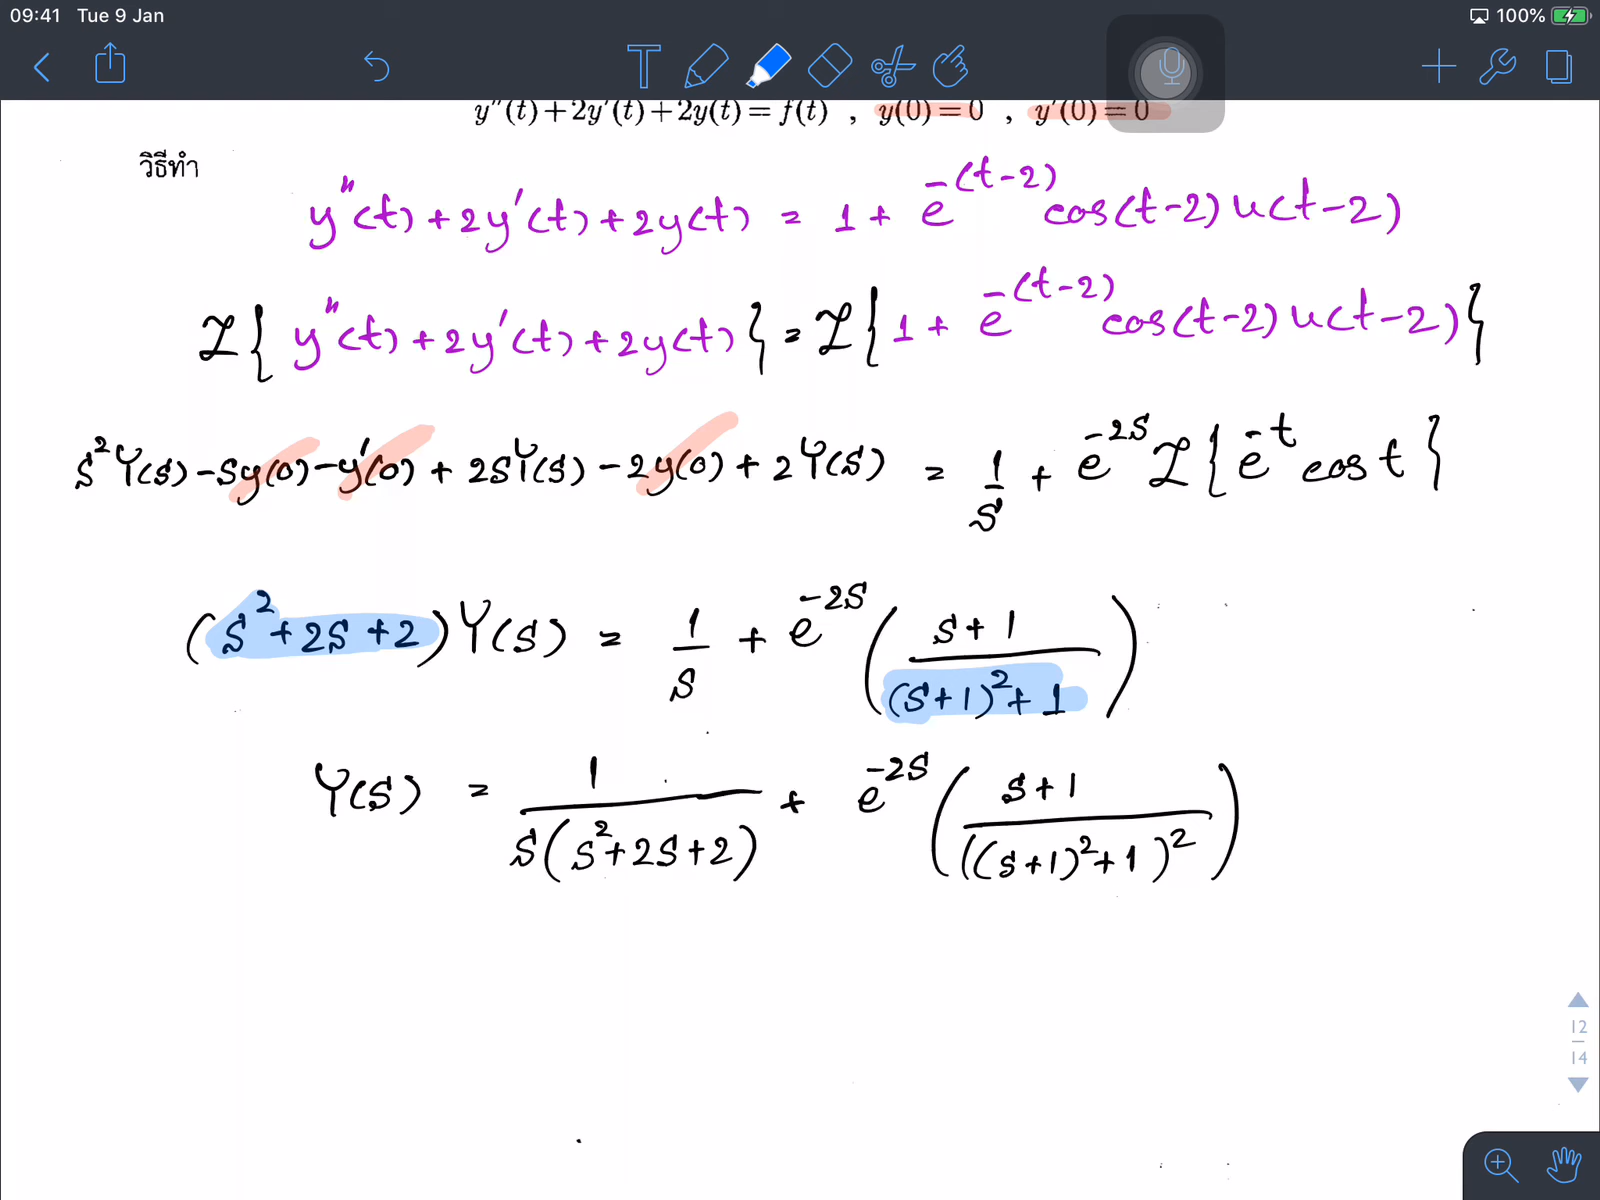 09:41 Tue 9 Jan 100%
T
y''(t)+2y'(t)+2y(t)=f(t) , y(0)=0 , y'(0)=0
วิธีทำ
y''(t) + 2y'(t) + 2y(t) = 1 + e^{-(t-2)} cos(t-2) u(t-2)
ℒ{ y''(t) + 2y'(t) + 2y(t) } = ℒ{ 1 + e^{-(t-2)} cos(t-2) u(t-2) }
s²Y(s) - sy(0) - y'(0) + 2sY(s) - 2y(0) + 2Y(s) = 1/s + e^{-2s} ℒ{ e^{-t} cos t }
(s² + 2s + 2) Y(s) = 1/s + e^{-2s} ( (s+1) / ((s+1)² + 1) )
Y(s) = 1 / (s(s²+2s+2)) + e^{-2s} ( (s+1) / ((s+1)²+1)² )
12
14